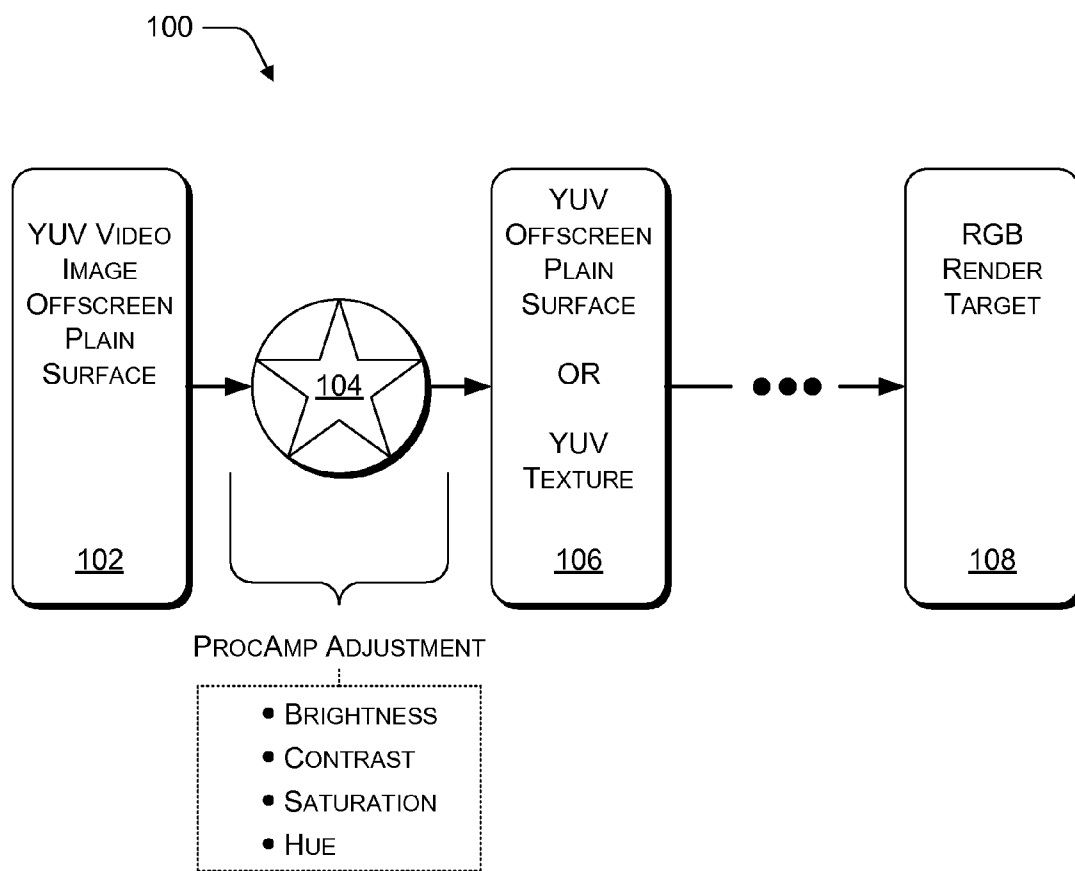 100
YUV VIDEO
IMAGE
OFFSCREEN
PLAIN
SURFACE
102
104
YUV
OFFSCREEN
PLAIN
SURFACE
OR
YUV
TEXTURE
106
RGB
RENDER
TARGET
108
PROCAMP ADJUSTMENT
• BRIGHTNESS
• CONTRAST
• SATURATION
• HUE